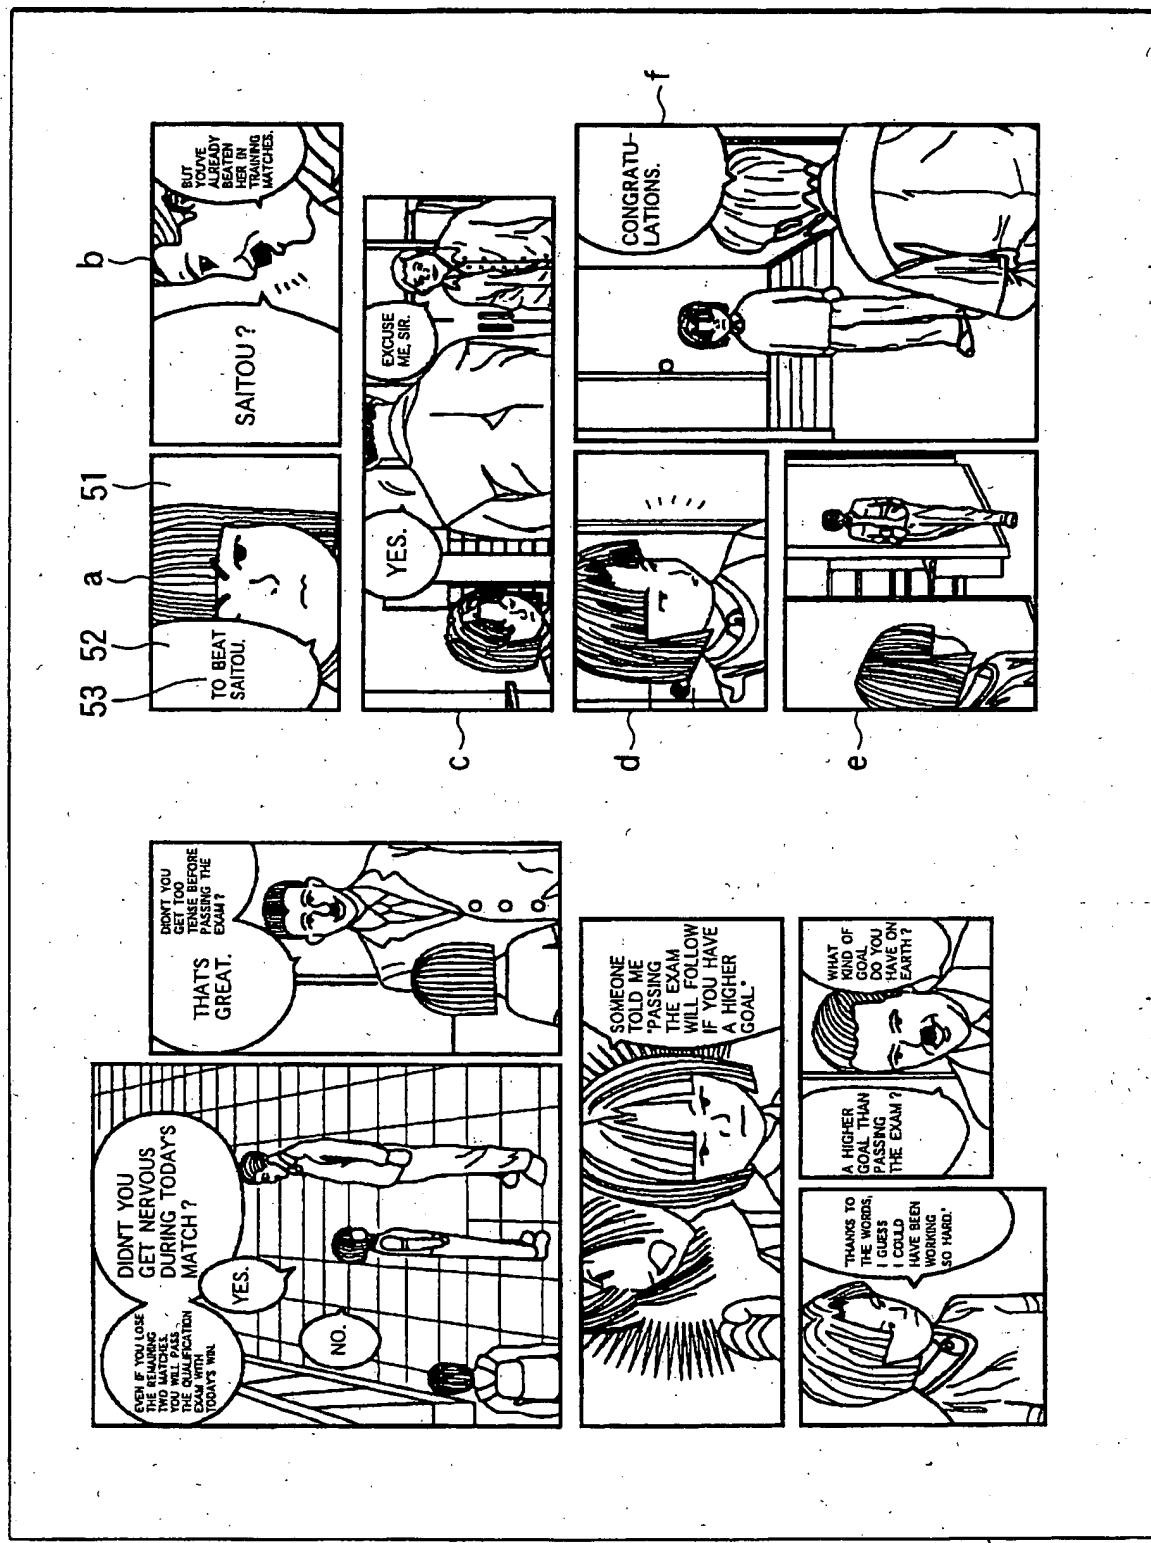 EVEN IF YOU LOSE
THE REMAINING
TWO MATCHES,
YOU WILL PASS
THE QUALIFICATION
EXAM WITH
TODAY'S WIN.
DIDN'T YOU
GET NERVOUS
DURING TODAY'S
MATCH?
YES.
NO.
THAT'S
GREAT.
DIDN'T YOU
GET TOO
TENSE BEFORE
PASSING THE
EXAM?
SOMEONE
TOLD ME
"PASSING
THE EXAM
WILL FOLLOW
IF YOU HAVE
A HIGHER
GOAL."
"THANKS TO
THE WORDS,
I GUESS
I COULD
HAVE BEEN
WORKING
SO HARD."
A HIGHER
GOAL THAN
PASSING
THE EXAM?
WHAT
KIND OF
GOAL
DO YOU
HAVE ON
EARTH?
53
52
a
51
b
TO BEAT
SAITOU.
SAITOU?
BUT
YOU'VE
ALREADY
BEATEN
HER IN
TRAINING
MATCHES.
c
YES.
EXCUSE
ME, SIR.
d
e
f
CONGRATU-
LATIONS.